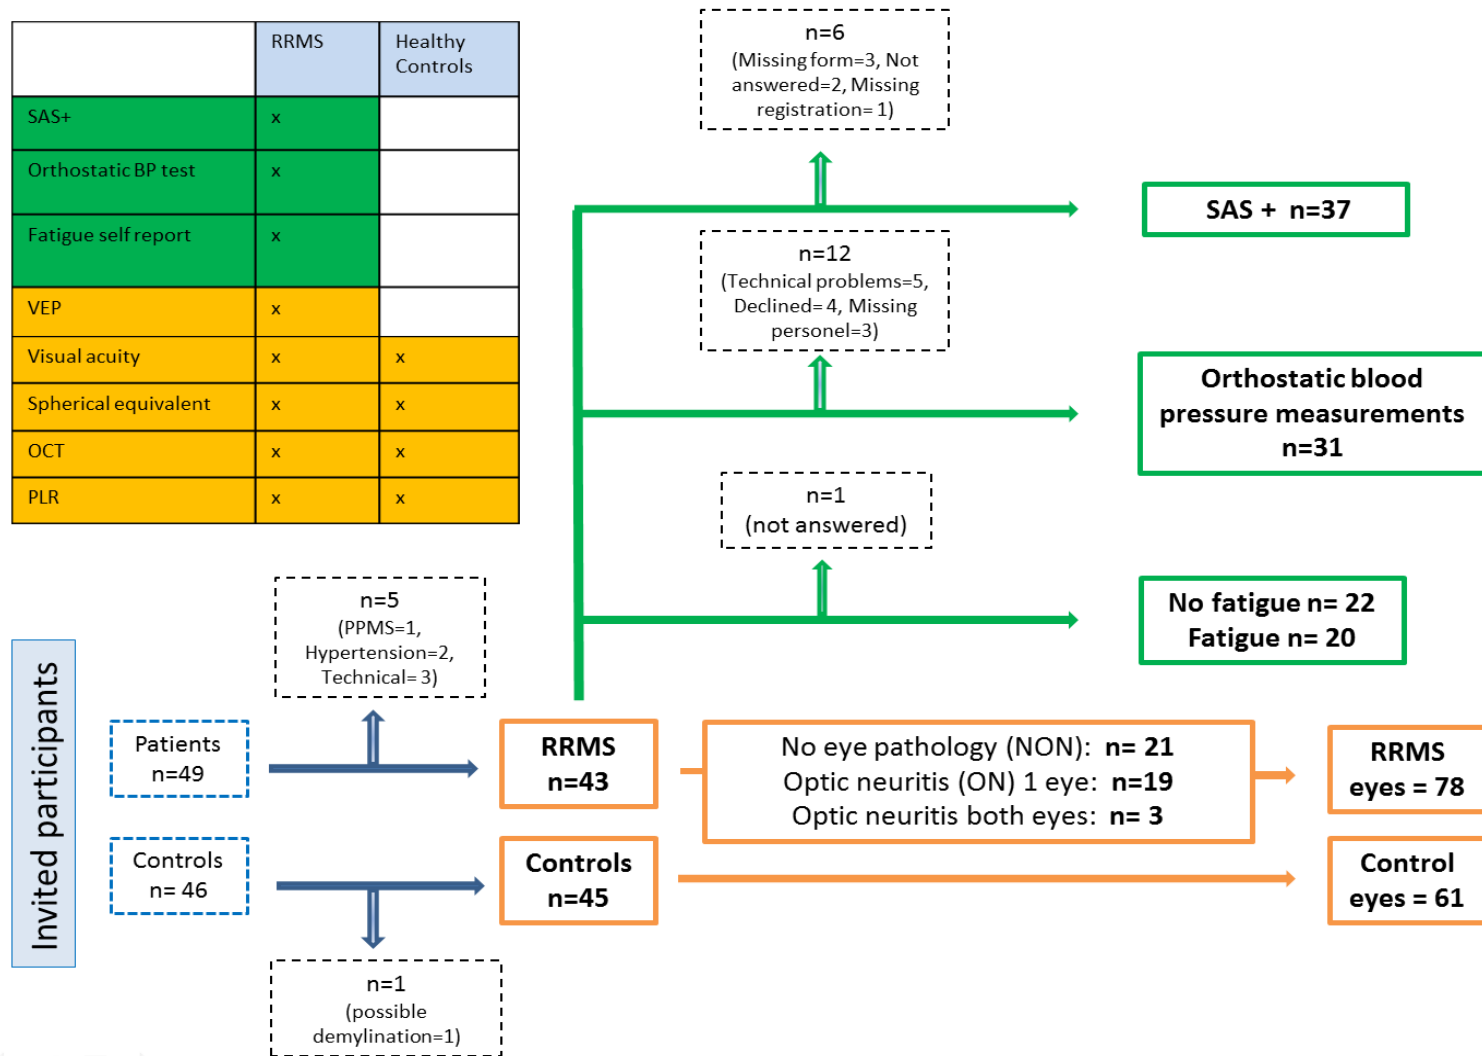 RRMS
Healthy
Controls
SAS+
x
Orthostatic BP test
x
Fatigue self report
x
VEP
x
Visual acuity
x
x
Spherical equivalent
x
x
OCT
x
x
PLR
x
x
n=6
(Missing form=3, Not
answered=2, Missing
registration= 1)
SAS + n=37
n=12
(Technical problems=5,
Declined= 4, Missing
personel=3)
Orthostatic blood
pressure measurements
n=31
n=1
(not answered)
No fatigue n= 22
Fatigue n= 20
n=5
(PPMS=1,
Hypertension=2,
Technical= 3)
Invited participants
Patients
n=49
RRMS
n=43
No eye pathology (NON): n= 21
Optic neuritis (ON) 1 eye: n=19
Optic neuritis both eyes: n= 3
RRMS
eyes = 78
Controls
n= 46
Controls
n=45
Control
eyes = 61
n=1
(possible
demylination=1)